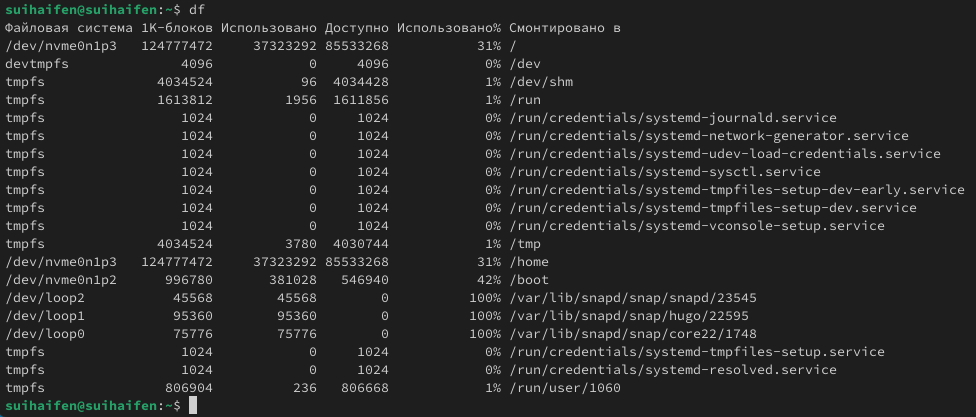 suihaifen@suihaifen:~$ df
Файловая система 1K-блоков Использовано Доступно Использовано% Смонтировано в
/dev/nvme0n1p3 124777472 37323292 85533268 31% /
devtmpfs 4096 0 4096 0% /dev
tmpfs 4034524 96 4034428 1% /dev/shm
tmpfs 1613812 1956 1611856 1% /run
tmpfs 1024 0 1024 0% /run/credentials/systemd-journald.service
tmpfs 1024 0 1024 0% /run/credentials/systemd-network-generator.service
tmpfs 1024 0 1024 0% /run/credentials/systemd-udev-load-credentials.service
tmpfs 1024 0 1024 0% /run/credentials/systemd-sysctl.service
tmpfs 1024 0 1024 0% /run/credentials/systemd-tmpfiles-setup-dev-early.service
tmpfs 1024 0 1024 0% /run/credentials/systemd-tmpfiles-setup-dev.service
tmpfs 1024 0 1024 0% /run/credentials/systemd-vconsole-setup.service
tmpfs 4034524 3780 4030744 1% /tmp
/dev/nvme0n1p3 124777472 37323292 85533268 31% /home
/dev/nvme0n1p2 996780 381028 546940 42% /boot
/dev/loop2 45568 45568 0 100% /var/lib/snapd/snap/snapd/23545
/dev/loop1 95360 95360 0 100% /var/lib/snapd/snap/hugo/22595
/dev/loop0 75776 75776 0 100% /var/lib/snapd/snap/core22/1748
tmpfs 1024 0 1024 0% /run/credentials/systemd-tmpfiles-setup.service
tmpfs 1024 0 1024 0% /run/credentials/systemd-resolved.service
tmpfs 806904 236 806668 1% /run/user/1060
suihaifen@suihaifen:~$